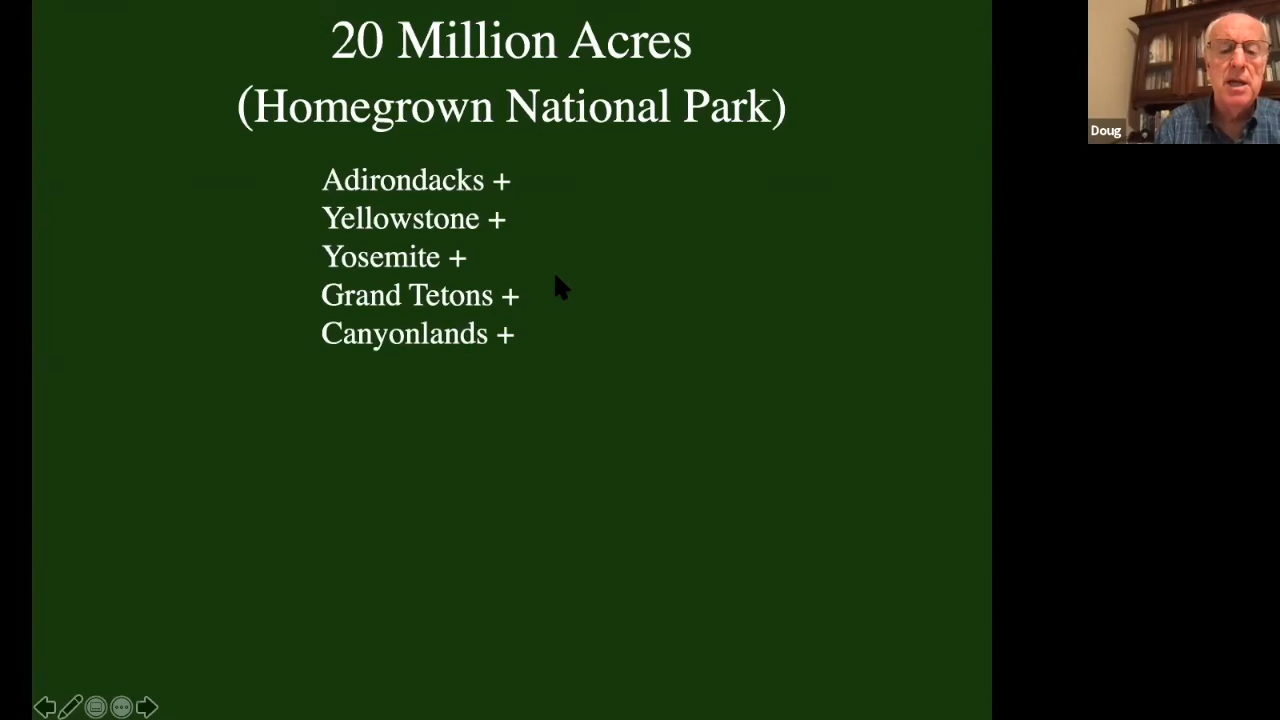 20 Million Acres
(Homegrown National Park)
Adirondacks +
Yellowstone +
Yosemite +
Grand Tetons +
Canyonlands +
Doug